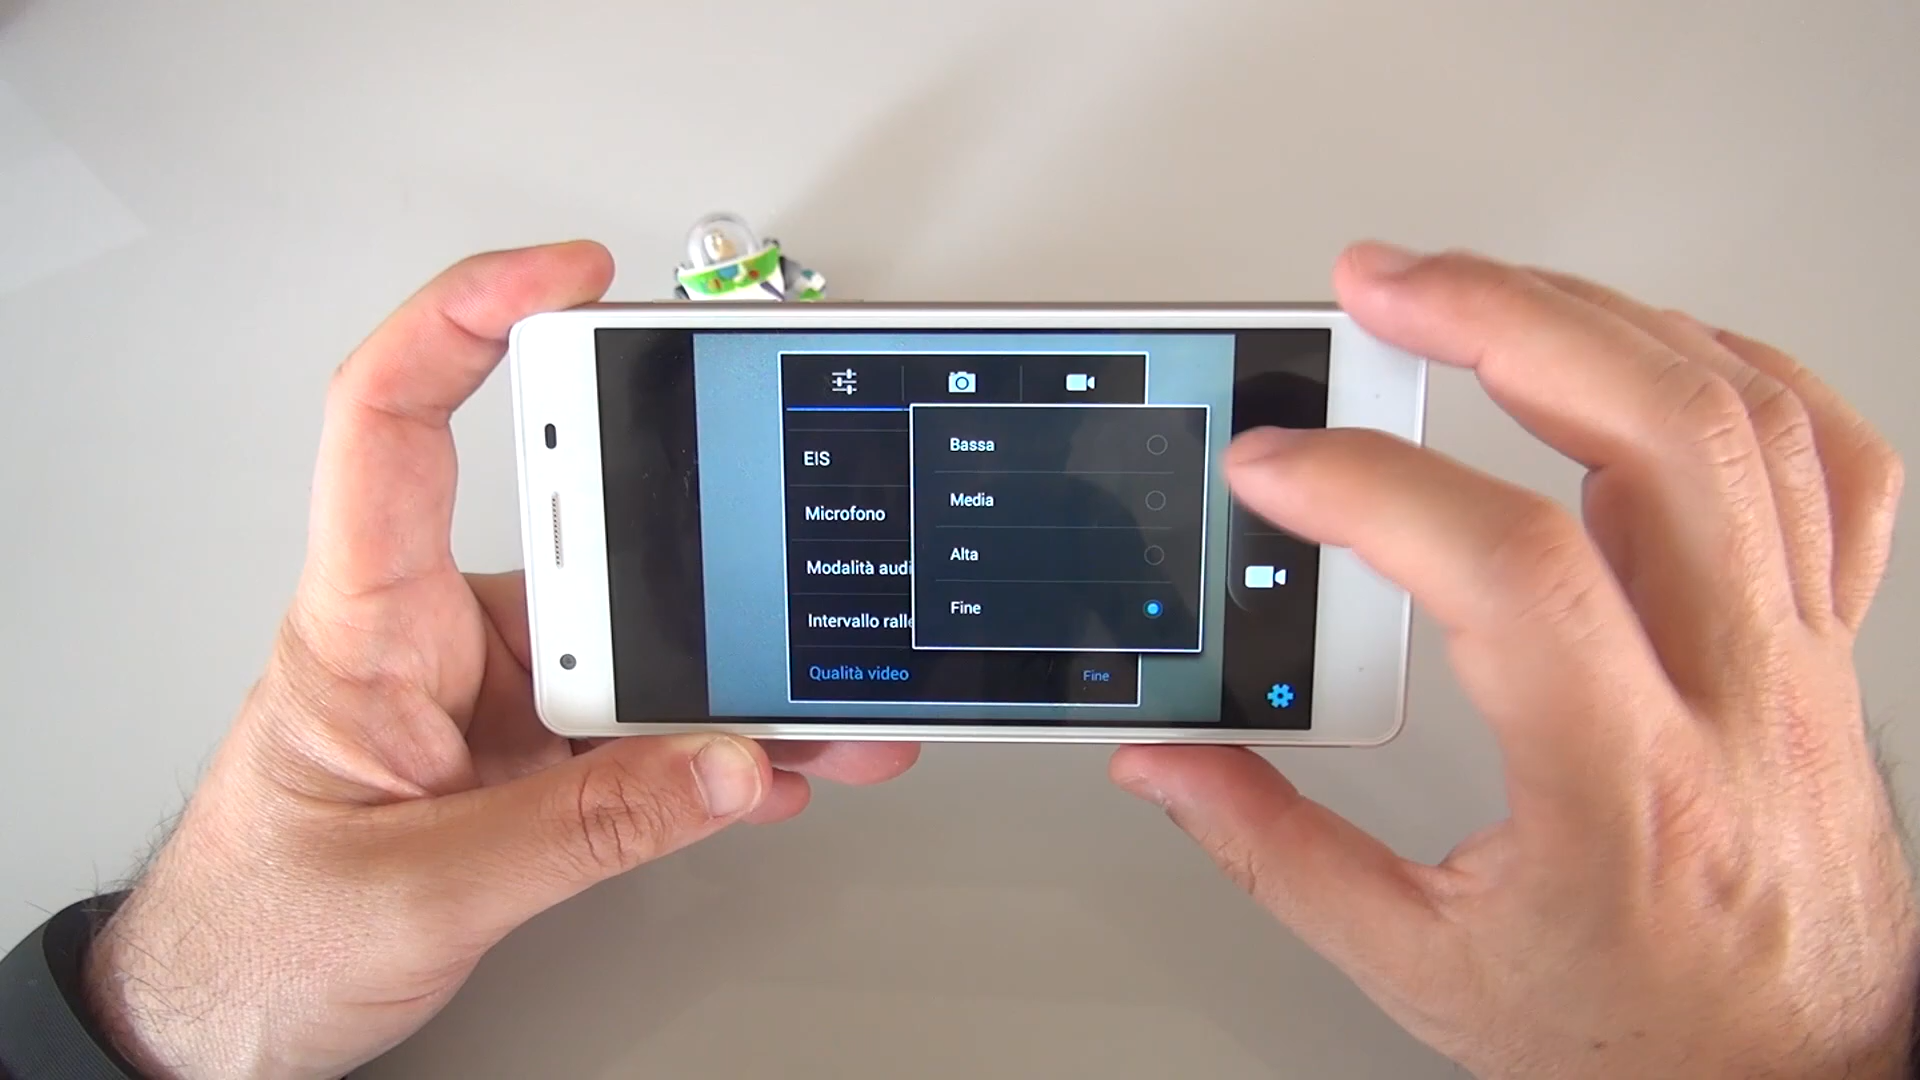 EIS
Microfono
Modalità audi
Intervallo ralle
Qualità video
Fine
Bassa
Media
Alta
Fine